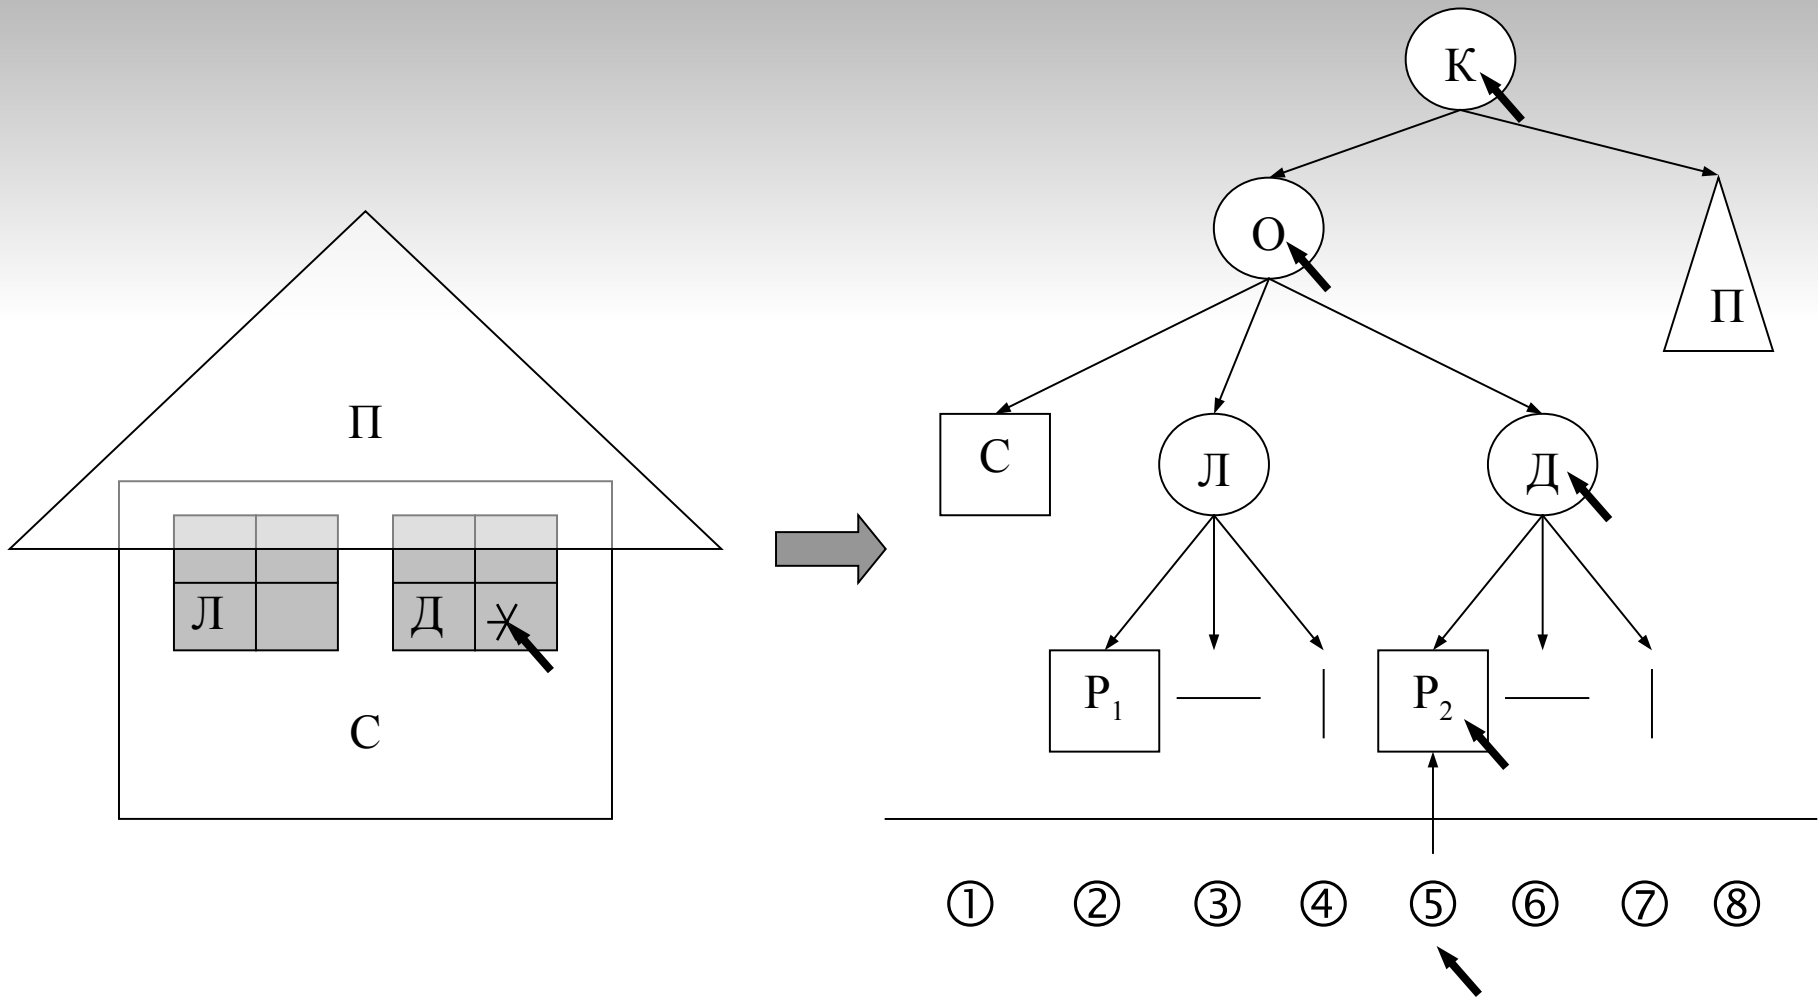 К
О
П
П
С
Л
Д
Л
Д
Р₁
Р₂
С
① ② ③ ④ ⑤ ⑥ ⑦ ⑧